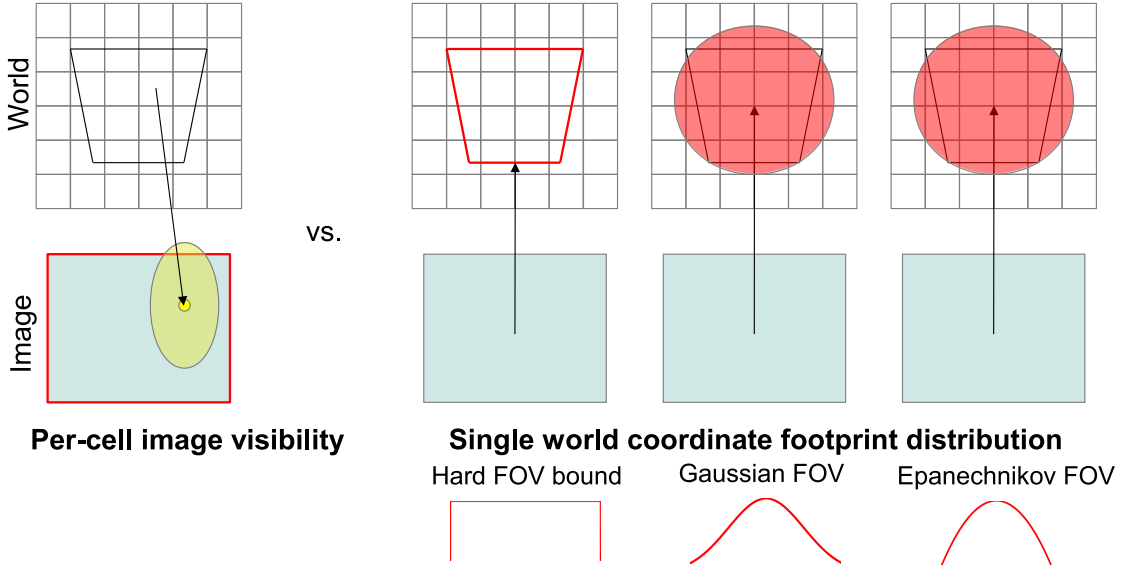 World
vs.
Image
Per-cell image visibility
Single world coordinate footprint distribution
Hard FOV bound
Gaussian FOV
Epanechnikov FOV